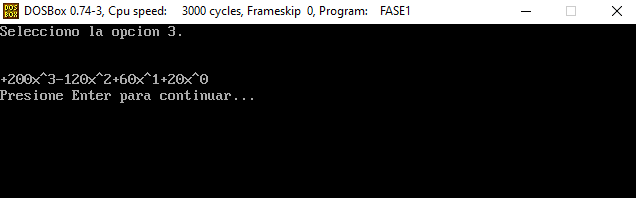 DOSBox 0.74-3, Cpu speed: 3000 cycles, Frameskip 0, Program: FASE1
Selecciono la opcion 3.
+200x^3-120x^2+60x^1+20x^0
Presione Enter para continuar...